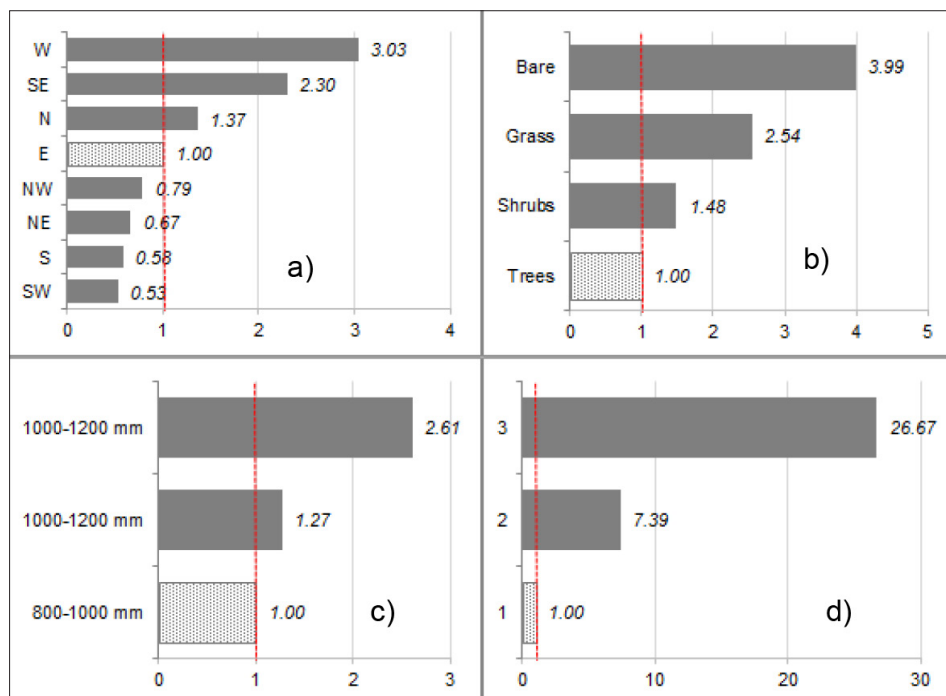 W 3.03
SE 2.30
N 1.37
E 1.00
NW 0.79
NE 0.67
S 0.58
SW 0.53
a)
0 1 2 3 4
Bare 3.99
Grass 2.54
Shrubs 1.48
Trees 1.00
b)
0 1 2 3 4 5
1000-1200 mm 2.61
1000-1200 mm 1.27
800-1000 mm 1.00
c)
0 1 2 3
3 26.67
2 7.39
1 1.00
d)
0 10 20 30